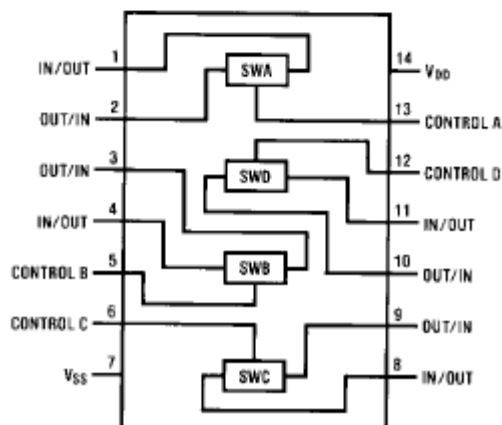 1
IN/OUT
SWA
14
VDD
2
OUT/IN
13
CONTROL A
3
OUT/IN
SWD
12
CONTROL D
4
IN/OUT
11
IN/OUT
5
CONTROL B
SWB
10
OUT/IN
6
CONTROL C
9
OUT/IN
7
VSS
SWC
8
IN/OUT